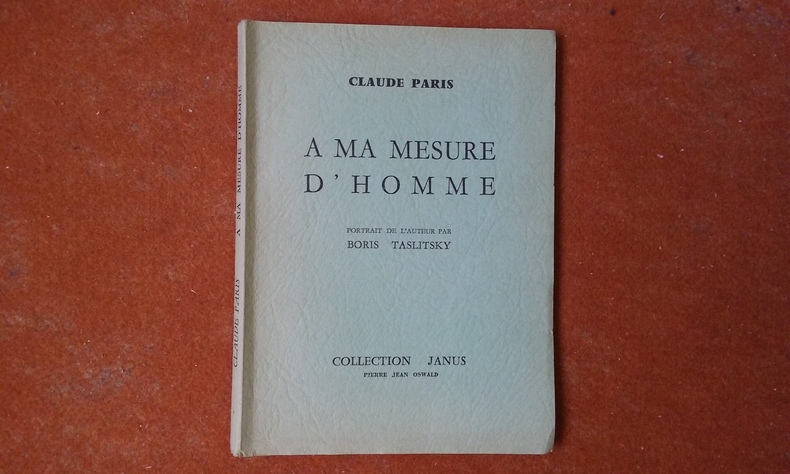 CLAUDE PARIS
A MA MESURE
D'HOMME
PORTRAIT DE L'AUTEUR PAR
BORIS TASLITSKY
COLLECTION JANUS
PIERRE JEAN OSWALD
CLAUDE PARIS A MA MESURE D'HOMME